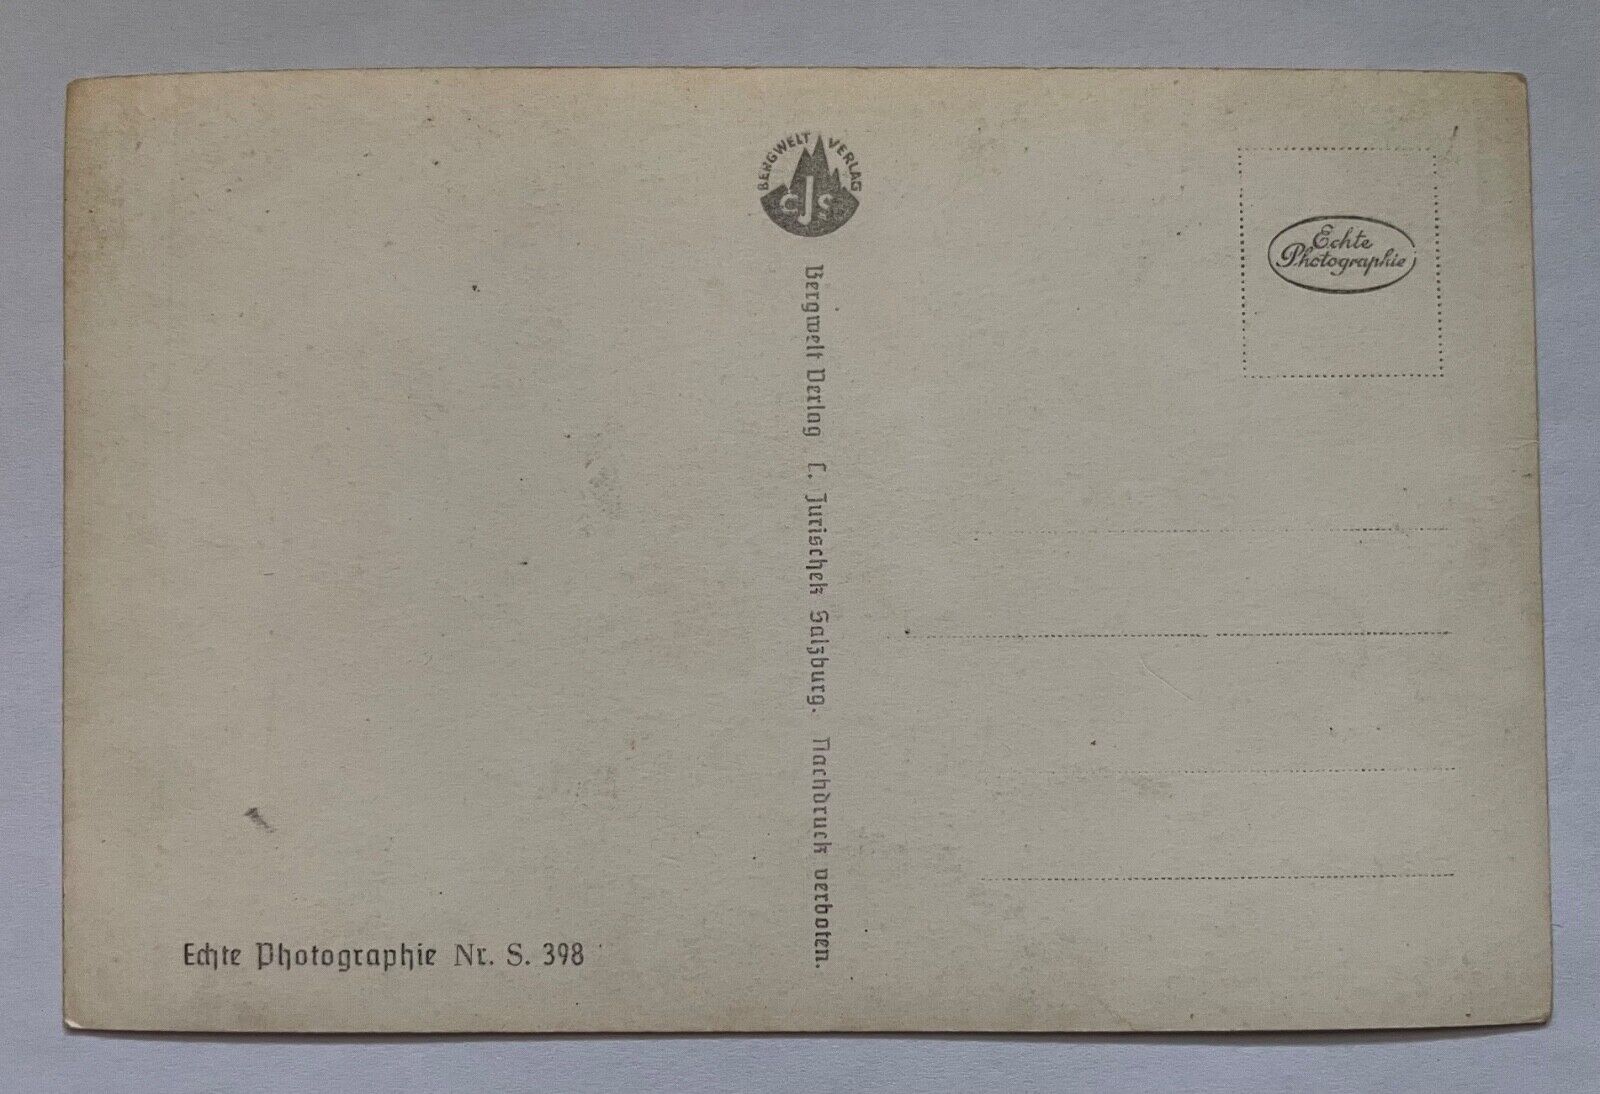 BERGWELT VERLAG
CJS
Echte
Photographie
Bergwelt Verlag C. Jurischek Salzburg. Nachdruck verboten.
Echte Photographie Nr. S. 398